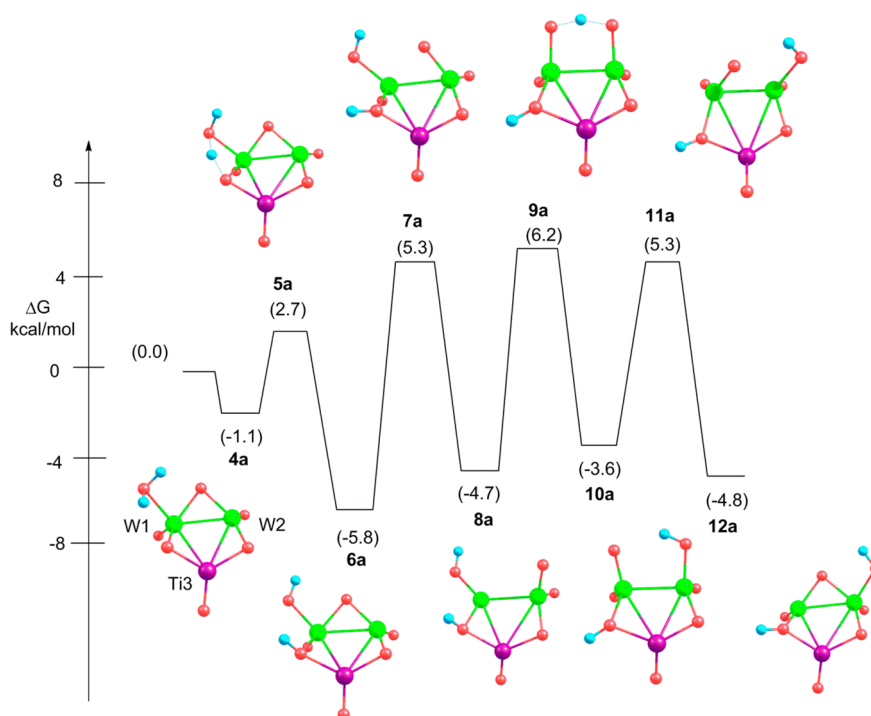 7a
(5.3)
9a
(6.2)
11a
(5.3)
5a
(2.7)
8
4
ΔG
kcal/mol
0
-4
-8
(0.0)
(-1.1)
4a
W1
W2
Ti3
(-5.8)
6a
(-4.7)
8a
(-3.6)
10a
(-4.8)
12a